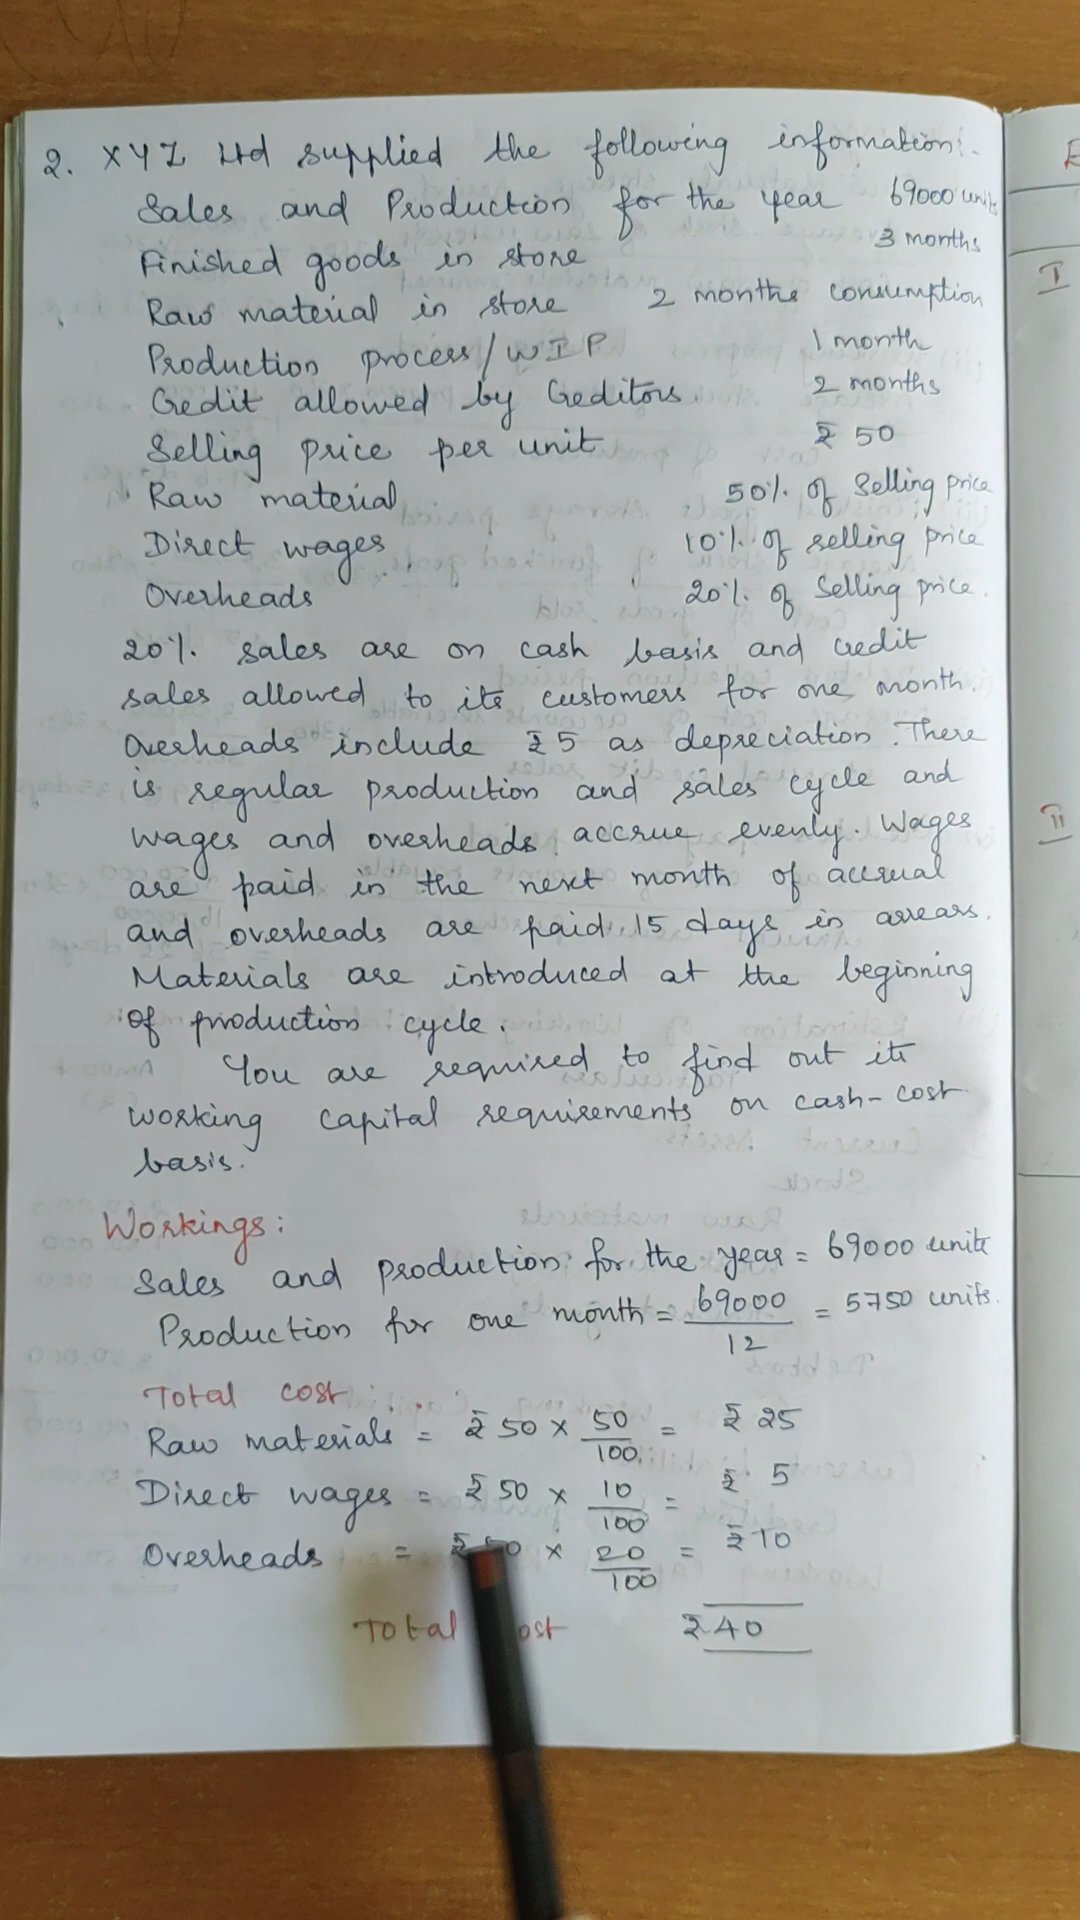 2. XYZ Ltd supplied the following information:-
Sales and Production for the year 69000 units
Finished goods in store 3 months
Raw material in store 2 months consumption
Production process/WIP 1 month
Credit allowed by Creditors 2 months
Selling price per unit ₹ 50
Raw material 50% of Selling price
Direct wages 10% of selling price
Overheads 20% of Selling price.
20% sales are on cash basis and credit
sales allowed to its customers for one month.
Overheads include ₹5 as depreciation. There
is regular production and sales cycle and
wages and overheads accrue evenly. Wages
are paid in the next month of accrual
and overheads are paid 15 days in arrears.
Materials are introduced at the beginning
of production cycle.
You are required to find out its
working capital requirements on cash-cost
basis.
Workings:
Sales and production for the year = 69000 units
Production for one month = 69000/12 = 5750 units.
Total cost:
Raw materials = ₹ 50 × 50/100 = ₹ 25
Direct wages = ₹ 50 × 10/100 = ₹ 5
Overheads = ₹ × 20/100 = ₹10
Total ₹40
I
II